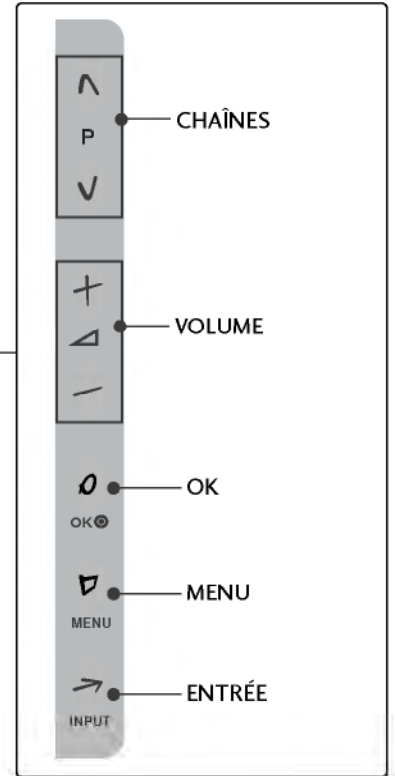 P
CHAÎNES
VOLUME
OK
OK
MENU
MENU
ENTRÉE
INPUT